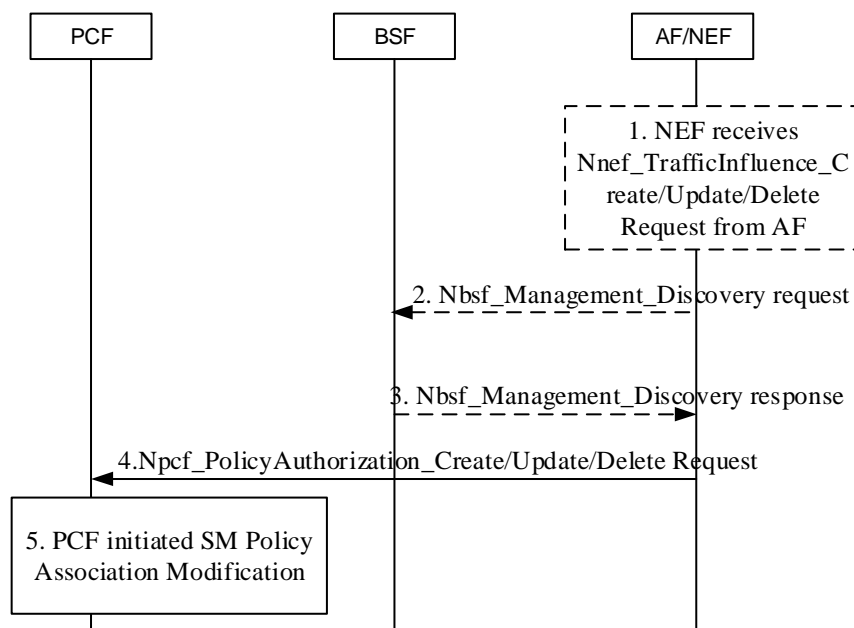 PCF
BSF
AF/NEF
1. NEF receives
Nnef_TrafficInfluence_C
reate/Update/Delete
Request from AF
2. Nbsf_Management_Discovery request
3. Nbsf_Management_Discovery response
4.Npcf_PolicyAuthorization_Create/Update/Delete Request
5. PCF initiated SM Policy
Association Modification